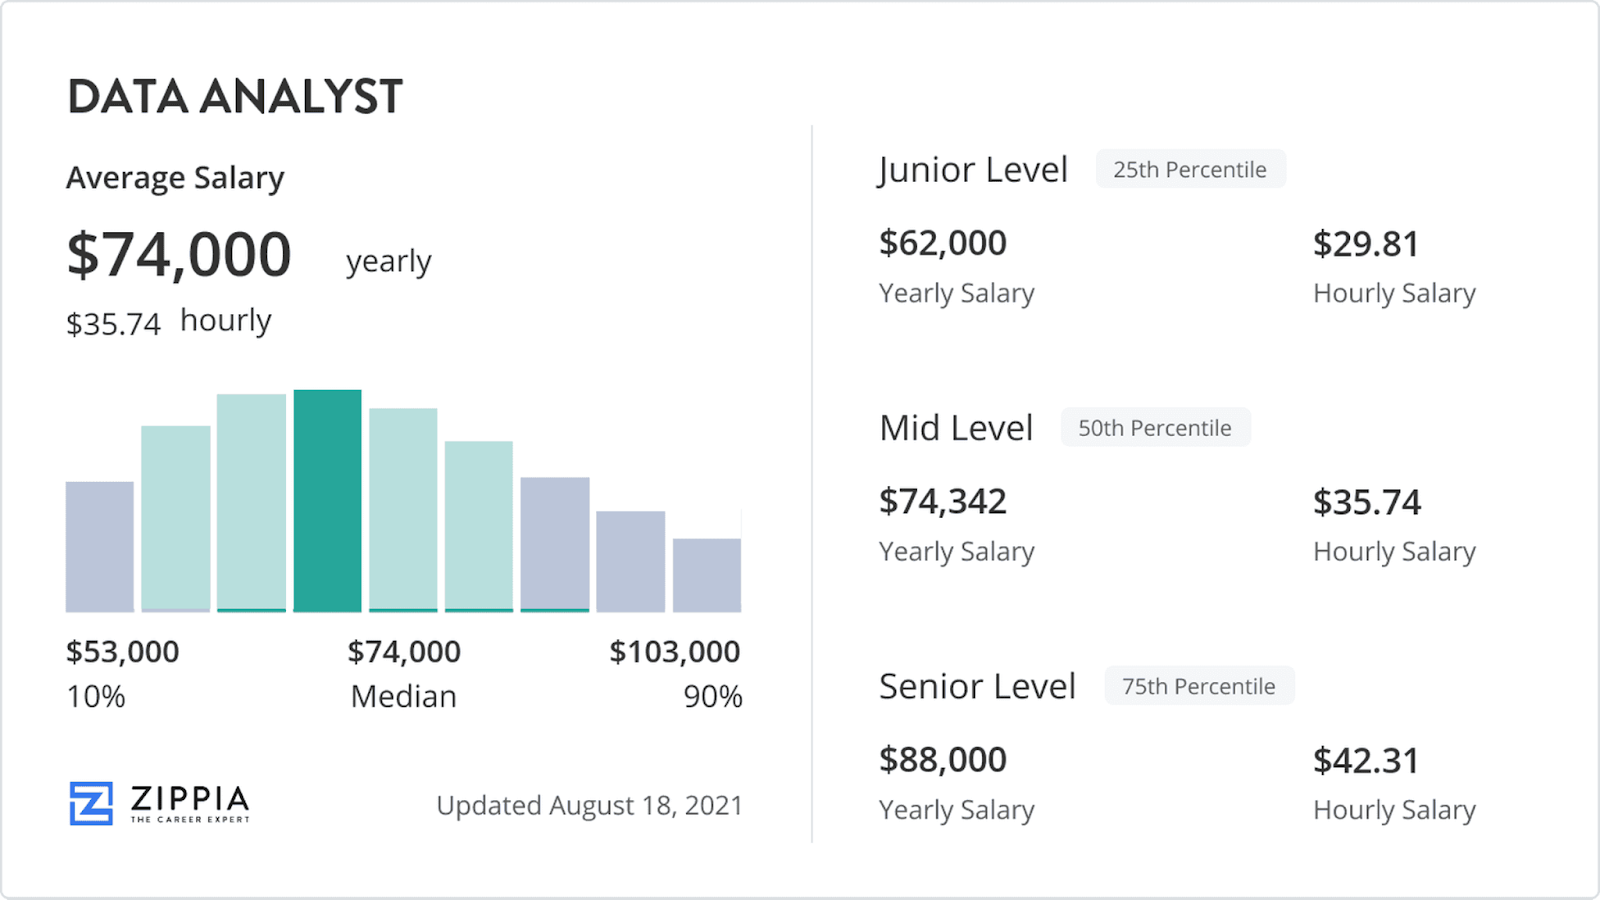 DATA ANALYST
Average Salary
$74,000 yearly
$35.74 hourly
$53,000 $74,000 $103,000
10% Median 90%
ZIPPIA
THE CAREER EXPERT
Updated August 18, 2021
Junior Level 25th Percentile
$62,000 $29.81
Yearly Salary Hourly Salary
Mid Level 50th Percentile
$74,342 $35.74
Yearly Salary Hourly Salary
Senior Level 75th Percentile
$88,000 $42.31
Yearly Salary Hourly Salary